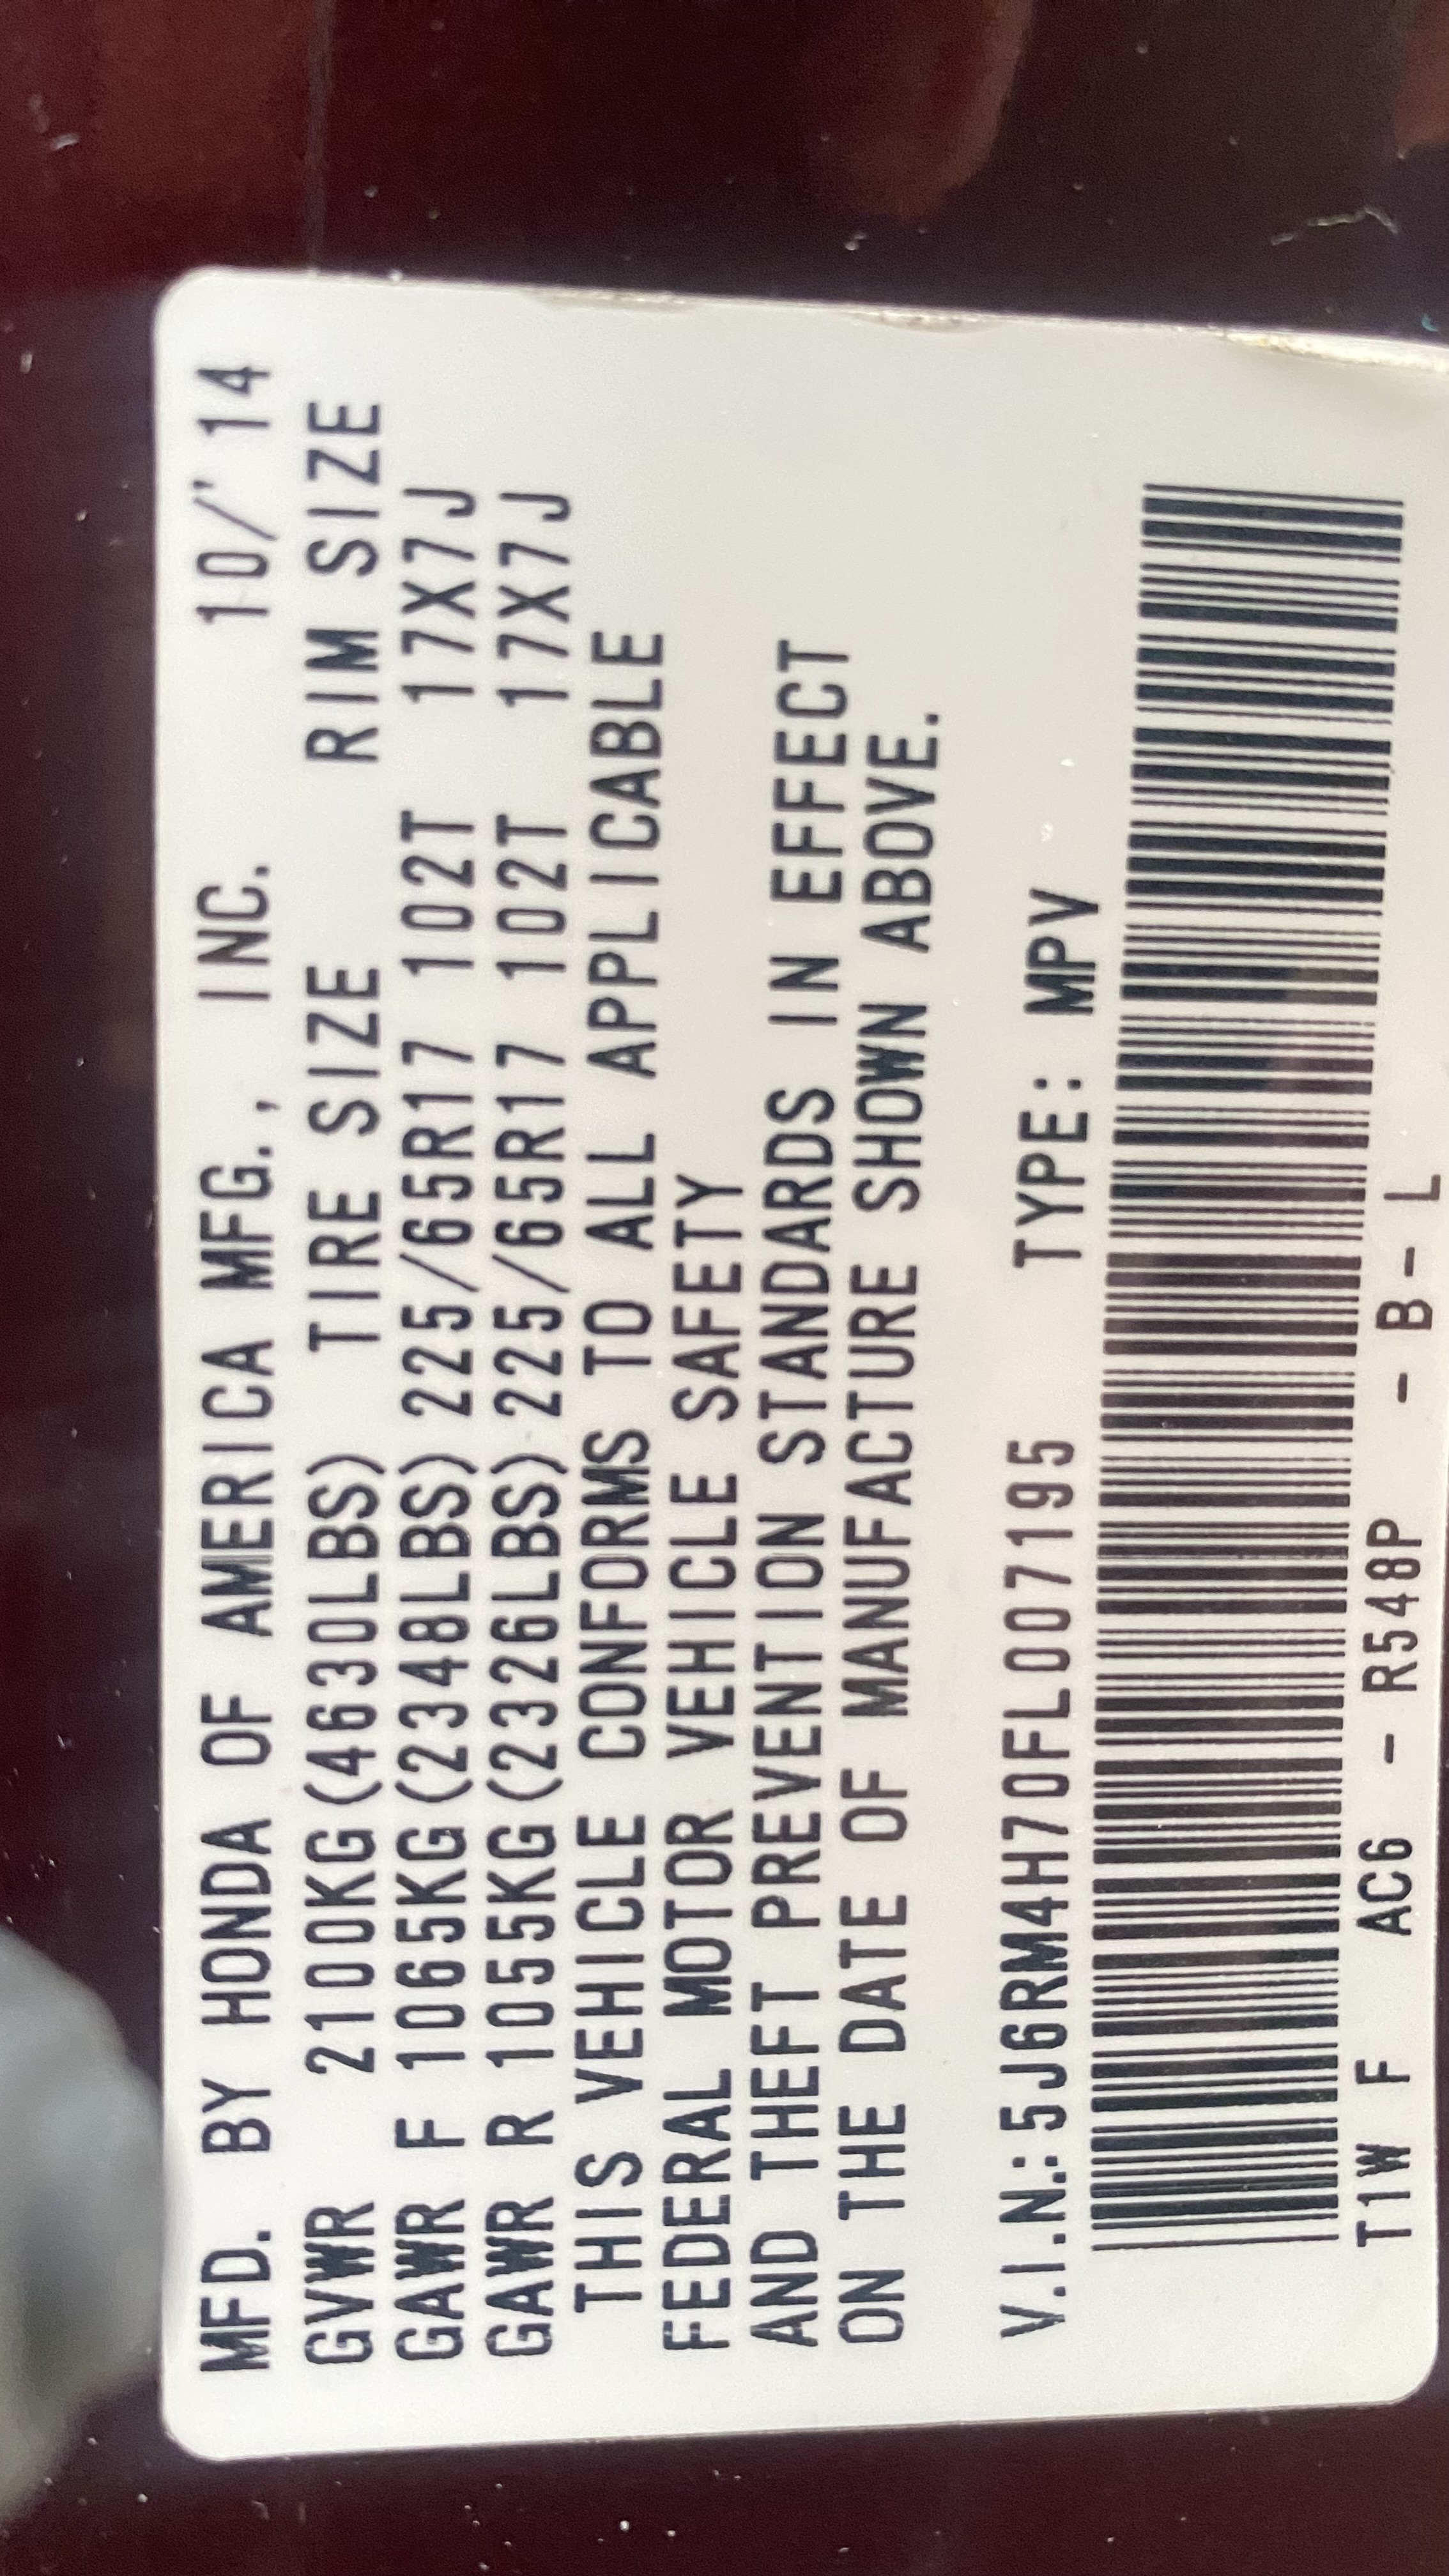 MFD. BY HONDA OF AMERICA MFG., INC. 10/'14
GVWR 2100KG(4630LBS) TIRE SIZE RIM SIZE
GAWR F 1065KG(2348LBS) 225/65R17 102T 17X7J
GAWR R 1055KG(2326LBS) 225/65R17 102T 17X7J
THIS VEHICLE CONFORMS TO ALL APPLICABLE
FEDERAL MOTOR VEHICLE SAFETY
AND THEFT PREVENTION STANDARDS IN EFFECT
ON THE DATE OF MANUFACTURE SHOWN ABOVE.
V.I.N.:5J6RM4H70FL007195 TYPE: MPV
T1W F AC6 - R548P - B- L